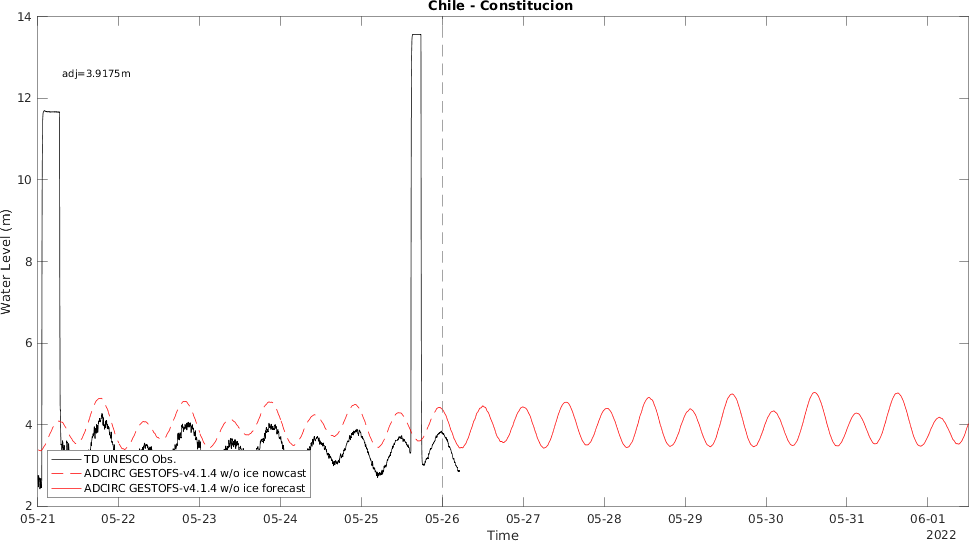 Chile - Constitucion
14
adj=3.9175m
12
10
8
6
4
2
Water Level (m)
TD UNESCO Obs.
ADCIRC GESTOFS-v4.1.4 w/o ice nowcast
ADCIRC GESTOFS-v4.1.4 w/o ice forecast
05-21 05-22 05-23 05-24 05-25 05-26 05-27 05-28 05-29 05-30 05-31 06-01
Time
2022